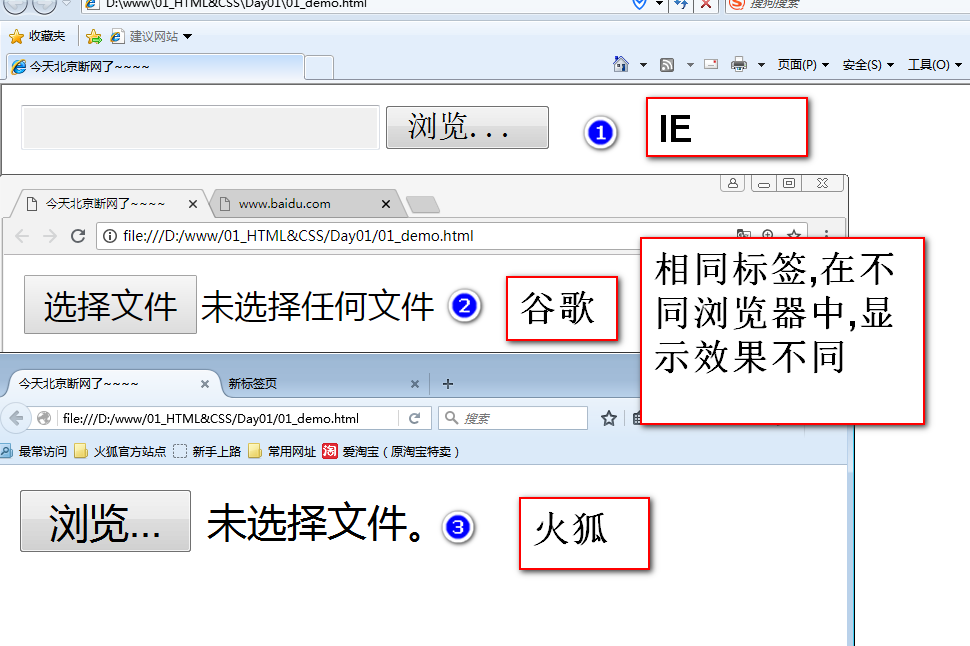 D:\www\01_HTML&CSS\Day01\01_demo.html
搜狗搜索
收藏夹
建议网站
今天北京断网了~~~~
页面(P)
安全(S)
工具(O)
浏览...
1
IE
今天北京断网了~~~~
www.baidu.com
file:///D:/www/01_HTML&CSS/Day01/01_demo.html
选择文件
未选择任何文件
2
谷歌
相同标签,在不
同浏览器中,显
示效果不同
今天北京断网了~~~~
新标签页
file:///D:/www/01_HTML&CSS/Day01/01_demo.html
搜索
最常访问
火狐官方站点
新手上路
常用网址
淘
爱淘宝（原淘宝特卖）
浏览...
未选择文件。
3
火狐